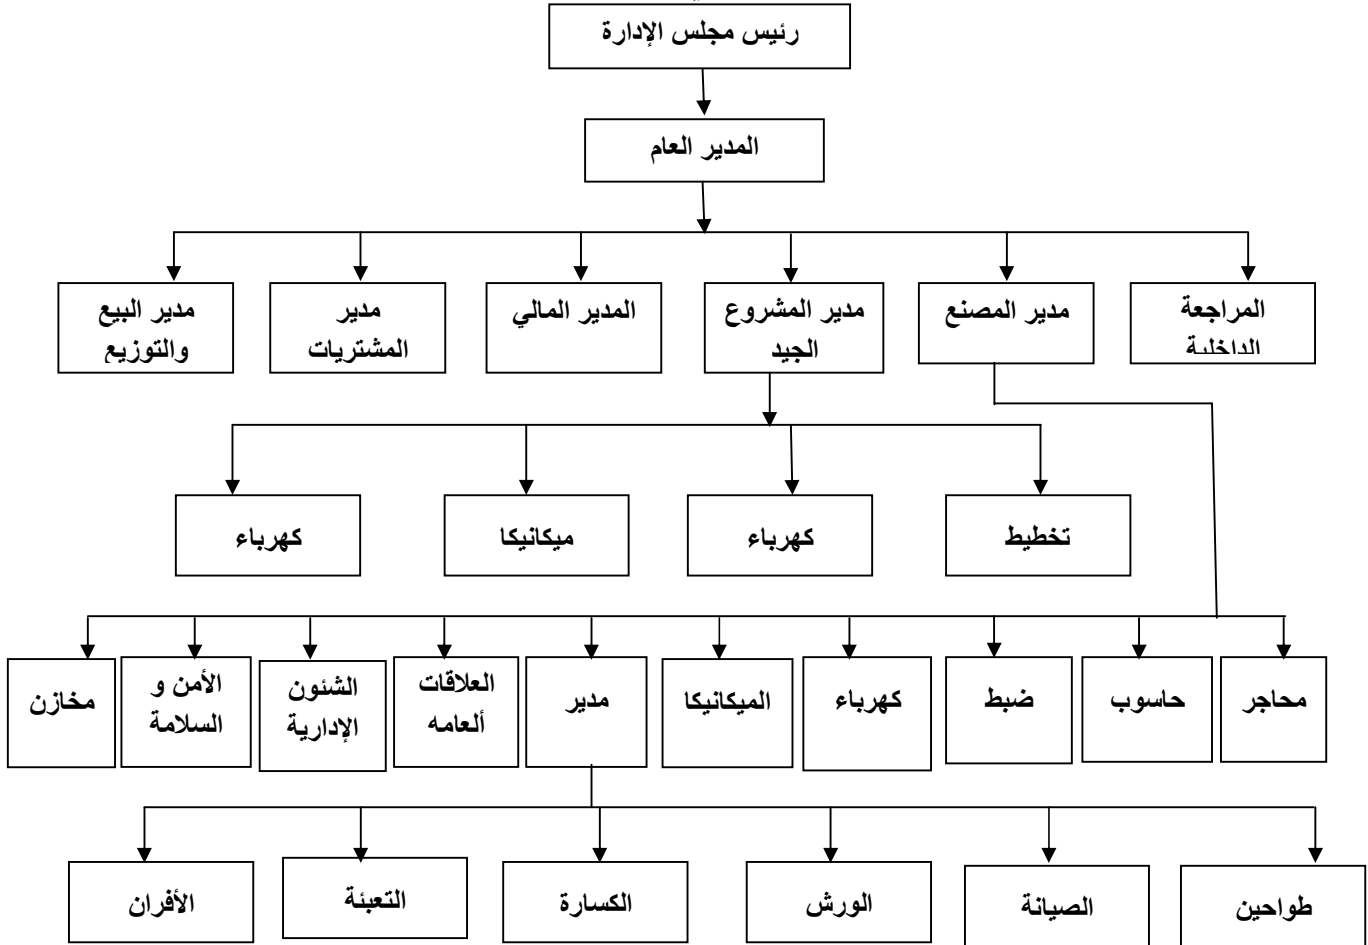 رئيس مجلس الإدارة
المدير العام
المراجعة
الداخلية
مدير المصنع
مدير المشروع
الجيد
المدير المالي
مدير
المشتريات
مدير البيع
والتوزيع
تخطيط
كهرباء
ميكانيكا
كهرباء
محاجر
حاسوب
ضبط
كهرباء
الميكانيكا
مدير
العلاقات
ألعامه
الشئون
الإدارية
الأمن و
السلامة
مخازن
طواحين
الصيانة
الورش
الكسارة
التعبئة
الأفران